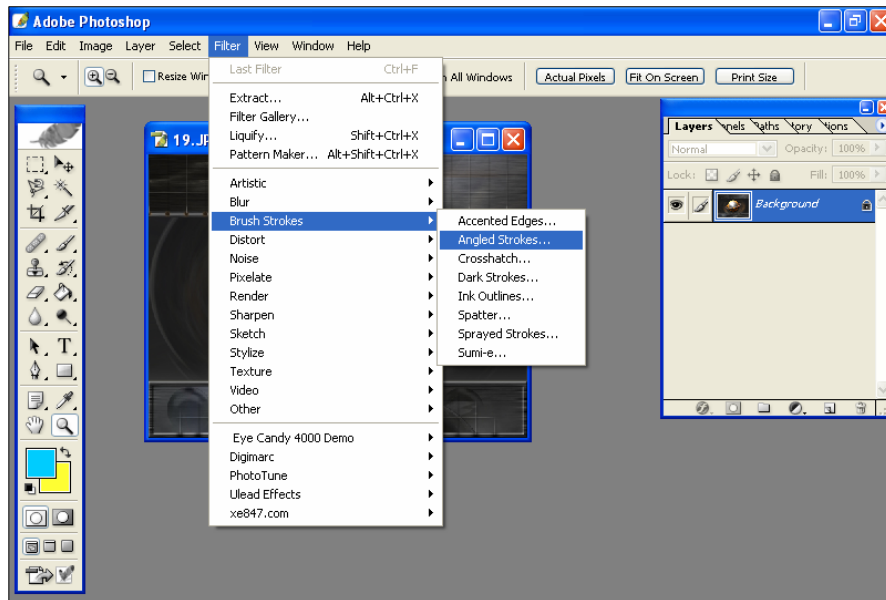 Adobe Photoshop
File Edit Image Layer Select Filter View Window Help
Resize Win All Windows Actual Pixels Fit On Screen Print Size
Last Filter Ctrl+F
Extract... Alt+Ctrl+X
Filter Gallery...
Liquify... Shift+Ctrl+X
Pattern Maker... Alt+Shift+Ctrl+X
Artistic
Blur
Brush Strokes
Distort
Noise
Pixelate
Render
Sharpen
Sketch
Stylize
Texture
Video
Other
Eye Candy 4000 Demo
Digimarc
PhotoTune
Ulead Effects
xe847.com
Accented Edges...
Angled Strokes...
Crosshatch...
Dark Strokes...
Ink Outlines...
Spatter...
Sprayed Strokes...
Sumi-e...
19.JP
T
Layers nnels Paths tory tions
Normal Opacity: 100%
Lock: Fill: 100%
Background